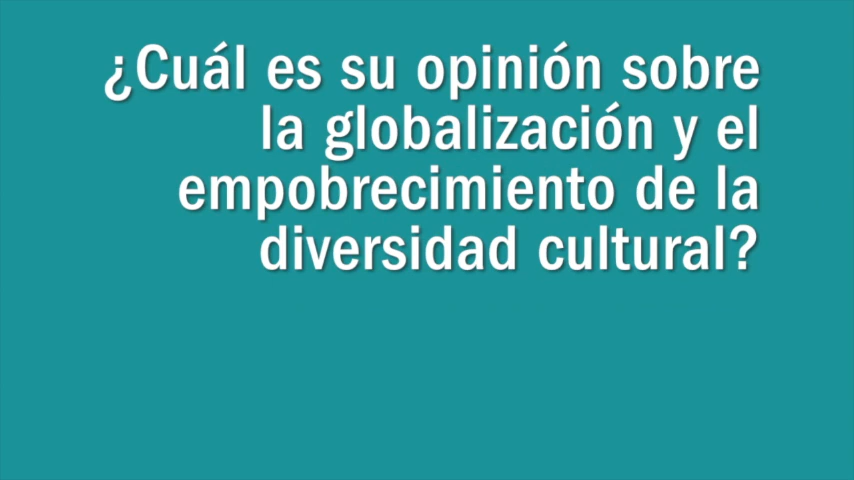 ¿Cuál es su opinión sobre
la globalización y el
empobrecimiento de la
diversidad cultural?